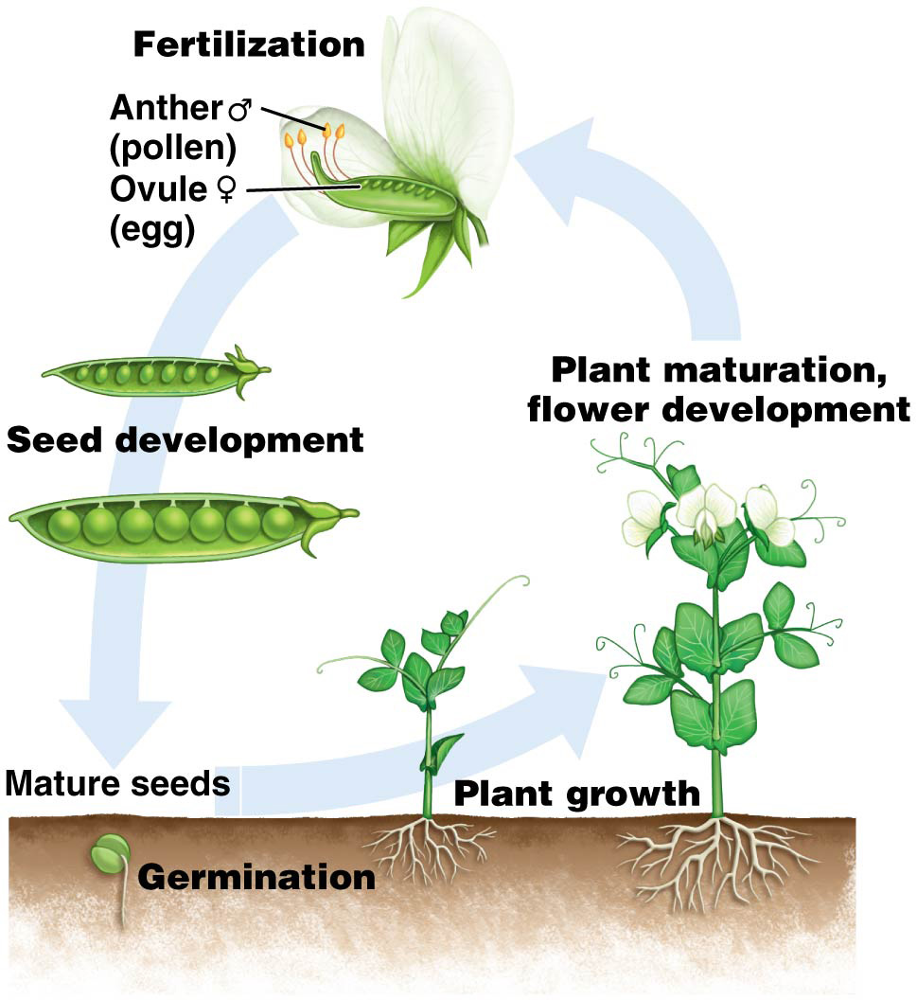 Fertilization
Anther ♂
(pollen)
Ovule ♀
(egg)
Seed development
Plant maturation,
flower development
Mature seeds
Plant growth
Germination